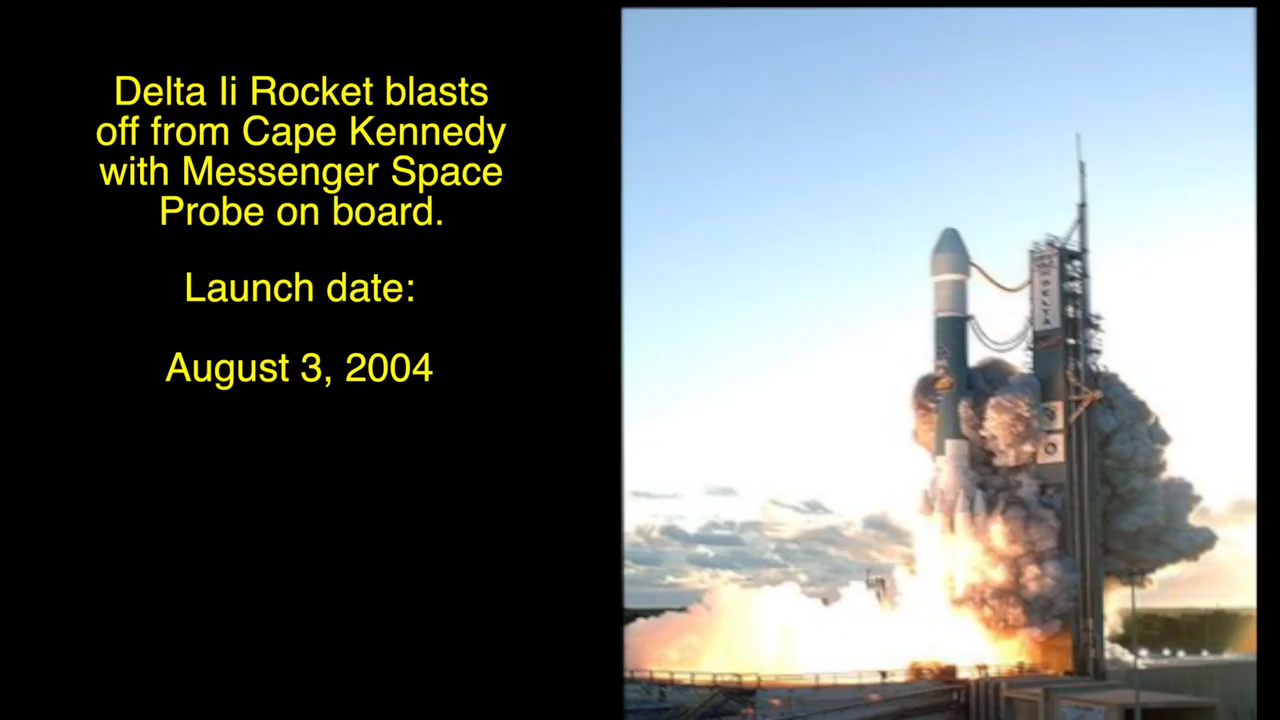 Delta Ii Rocket blasts
off from Cape Kennedy
with Messenger Space
Probe on board.
Launch date:
August 3, 2004